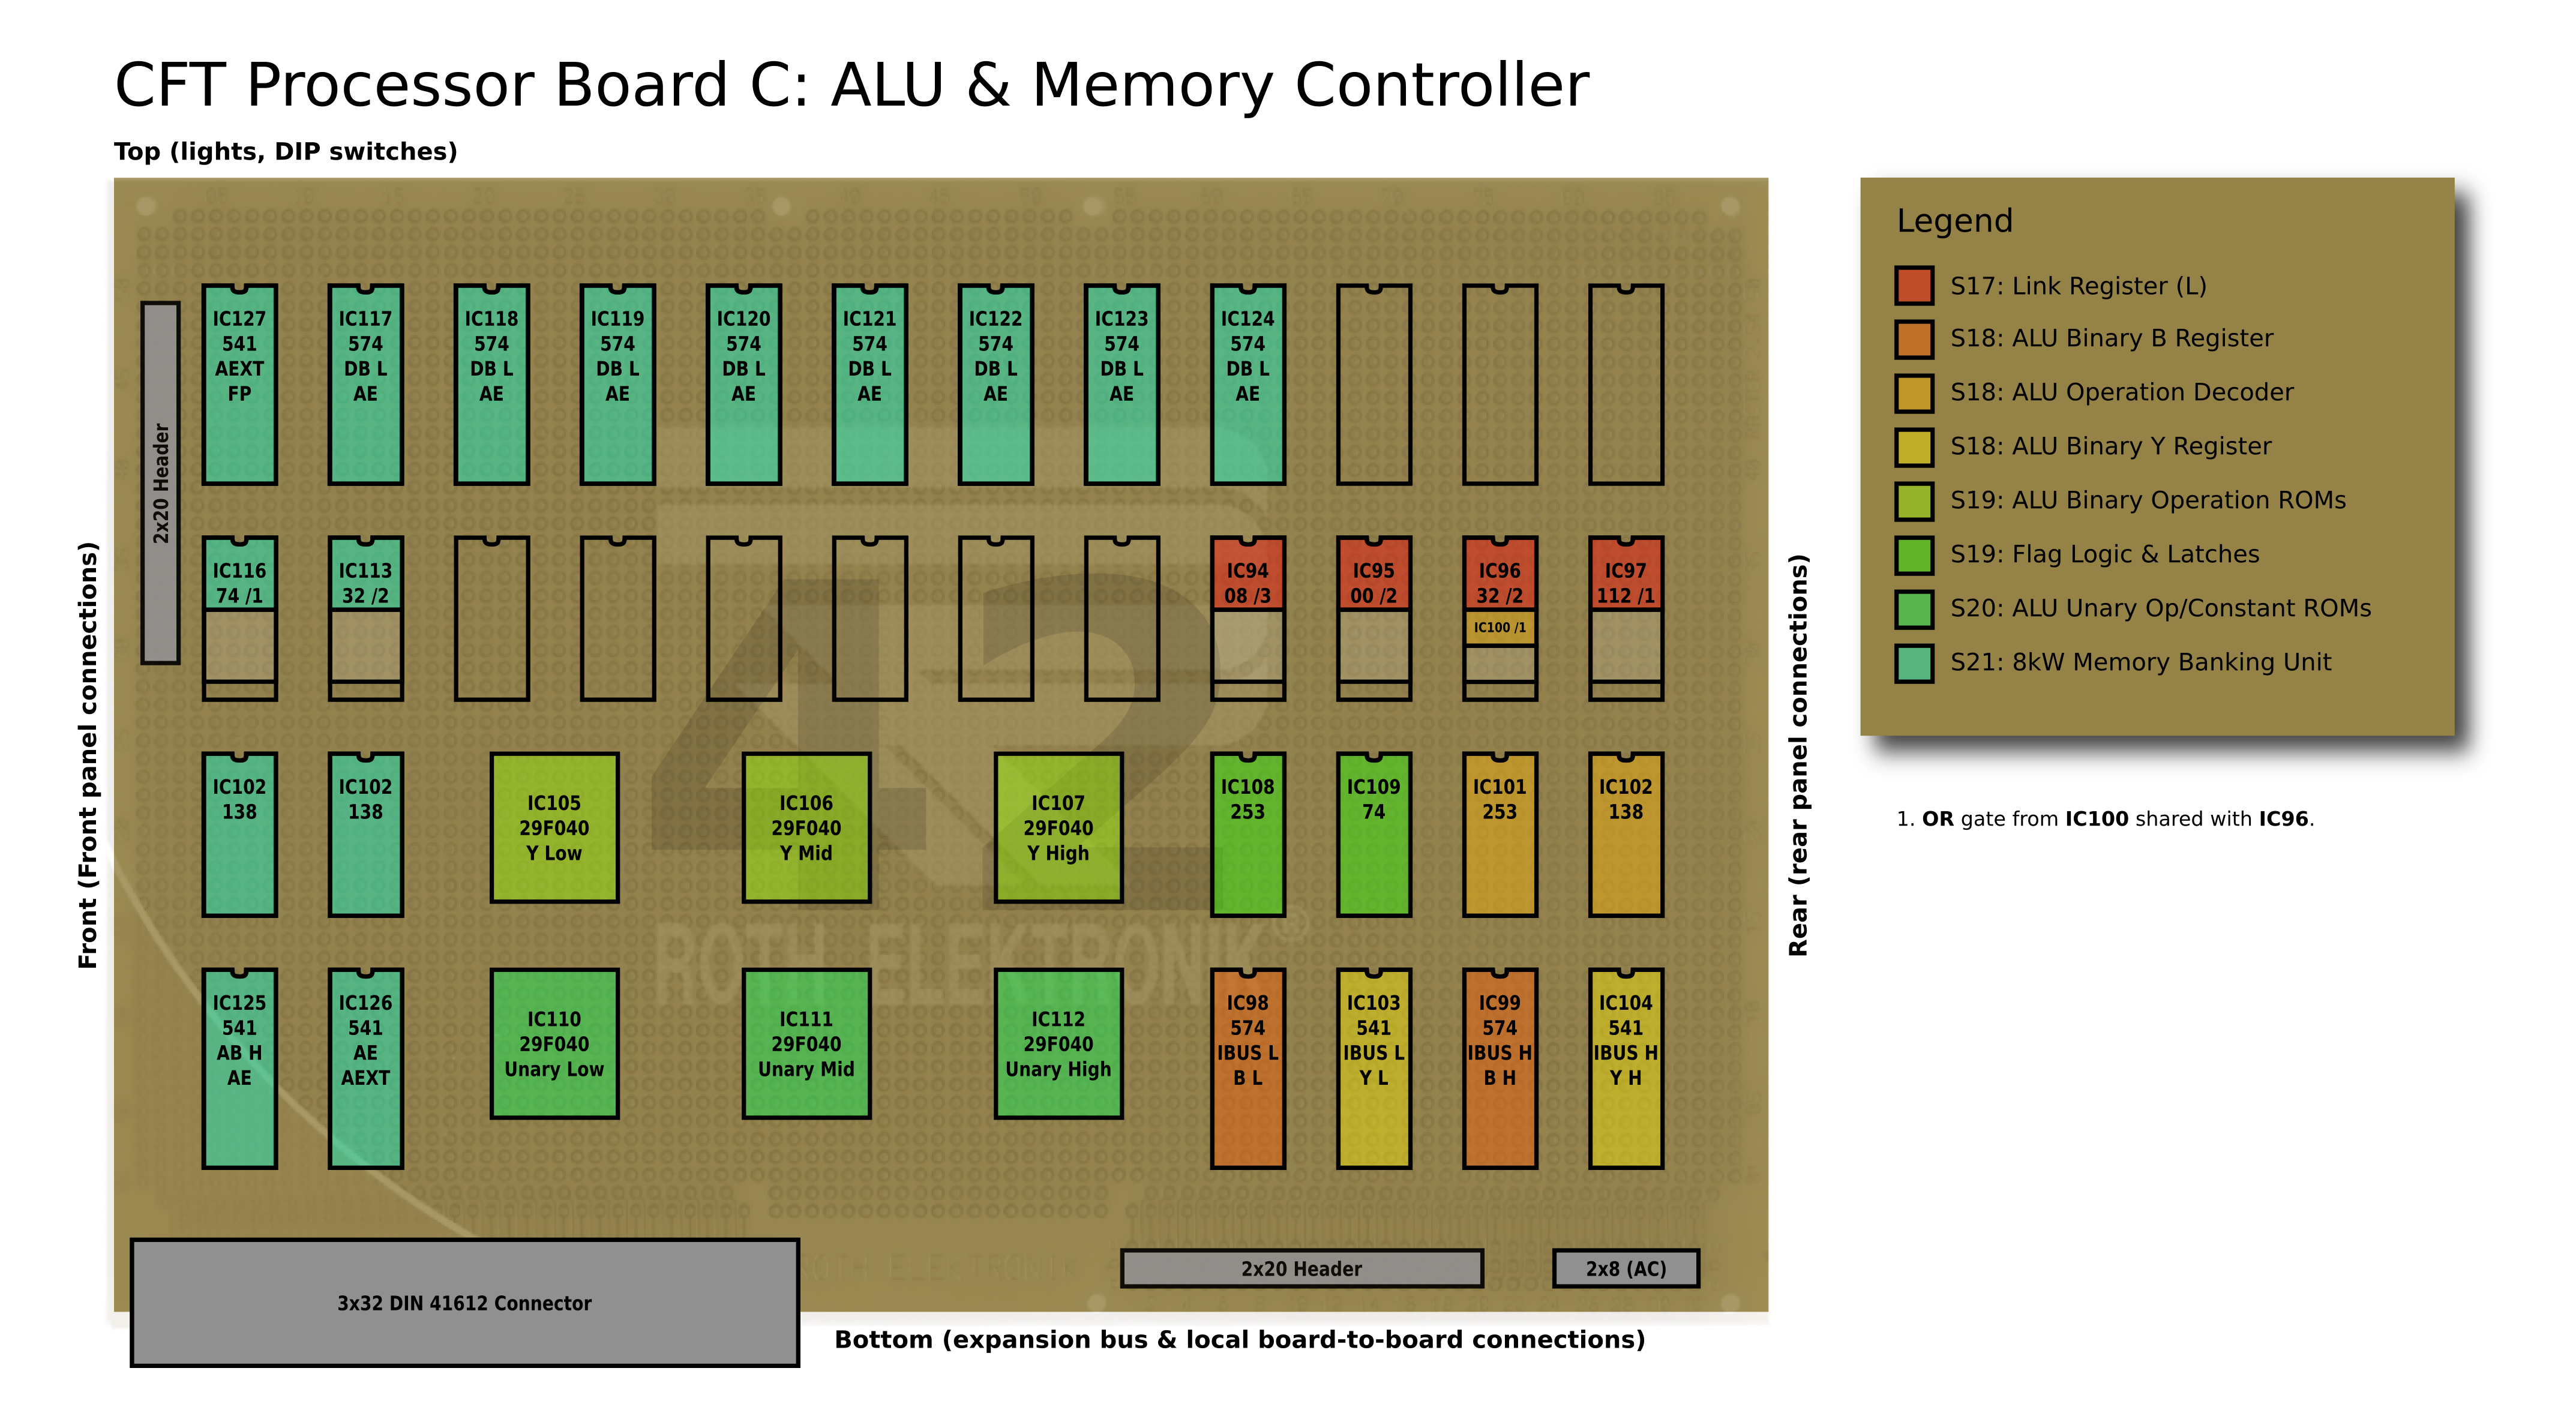 CFT Processor Board C: ALU & Memory Controller
Top (lights, DIP switches)
Front (Front panel connections)
2x20 Header
IC127
541
AEXT
FP
IC117
574
DB L
AE
IC118
574
DB L
AE
IC119
574
DB L
AE
IC120
574
DB L
AE
IC121
574
DB L
AE
IC122
574
DB L
AE
IC123
574
DB L
AE
IC124
574
DB L
AE
IC116
74 /1
IC113
32 /2
IC94
08 /3
IC95
00 /2
IC96
32 /2
IC100 /1
IC97
112 /1
42
IC102
138
IC102
138
IC105
29F040
Y Low
IC106
29F040
Y Mid
IC107
29F040
Y High
IC108
253
IC109
74
IC101
253
IC102
138
ROTH ELEKTRONIK®
IC125
541
AB H
AE
IC126
541
AE
AEXT
IC110
29F040
Unary Low
IC111
29F040
Unary Mid
IC112
29F040
Unary High
IC98
574
IBUS L
B L
IC103
541
IBUS L
Y L
IC99
574
IBUS H
B H
IC104
541
IBUS H
Y H
3x32 DIN 41612 Connector
ROTH ELEKTRONIK
2x20 Header
2x8 (AC)
Bottom (expansion bus & local board-to-board connections)
Rear (rear panel connections)
Legend
S17: Link Register (L)
S18: ALU Binary B Register
S18: ALU Operation Decoder
S18: ALU Binary Y Register
S19: ALU Binary Operation ROMs
S19: Flag Logic & Latches
S20: ALU Unary Op/Constant ROMs
S21: 8kW Memory Banking Unit
1. OR gate from IC100 shared with IC96.